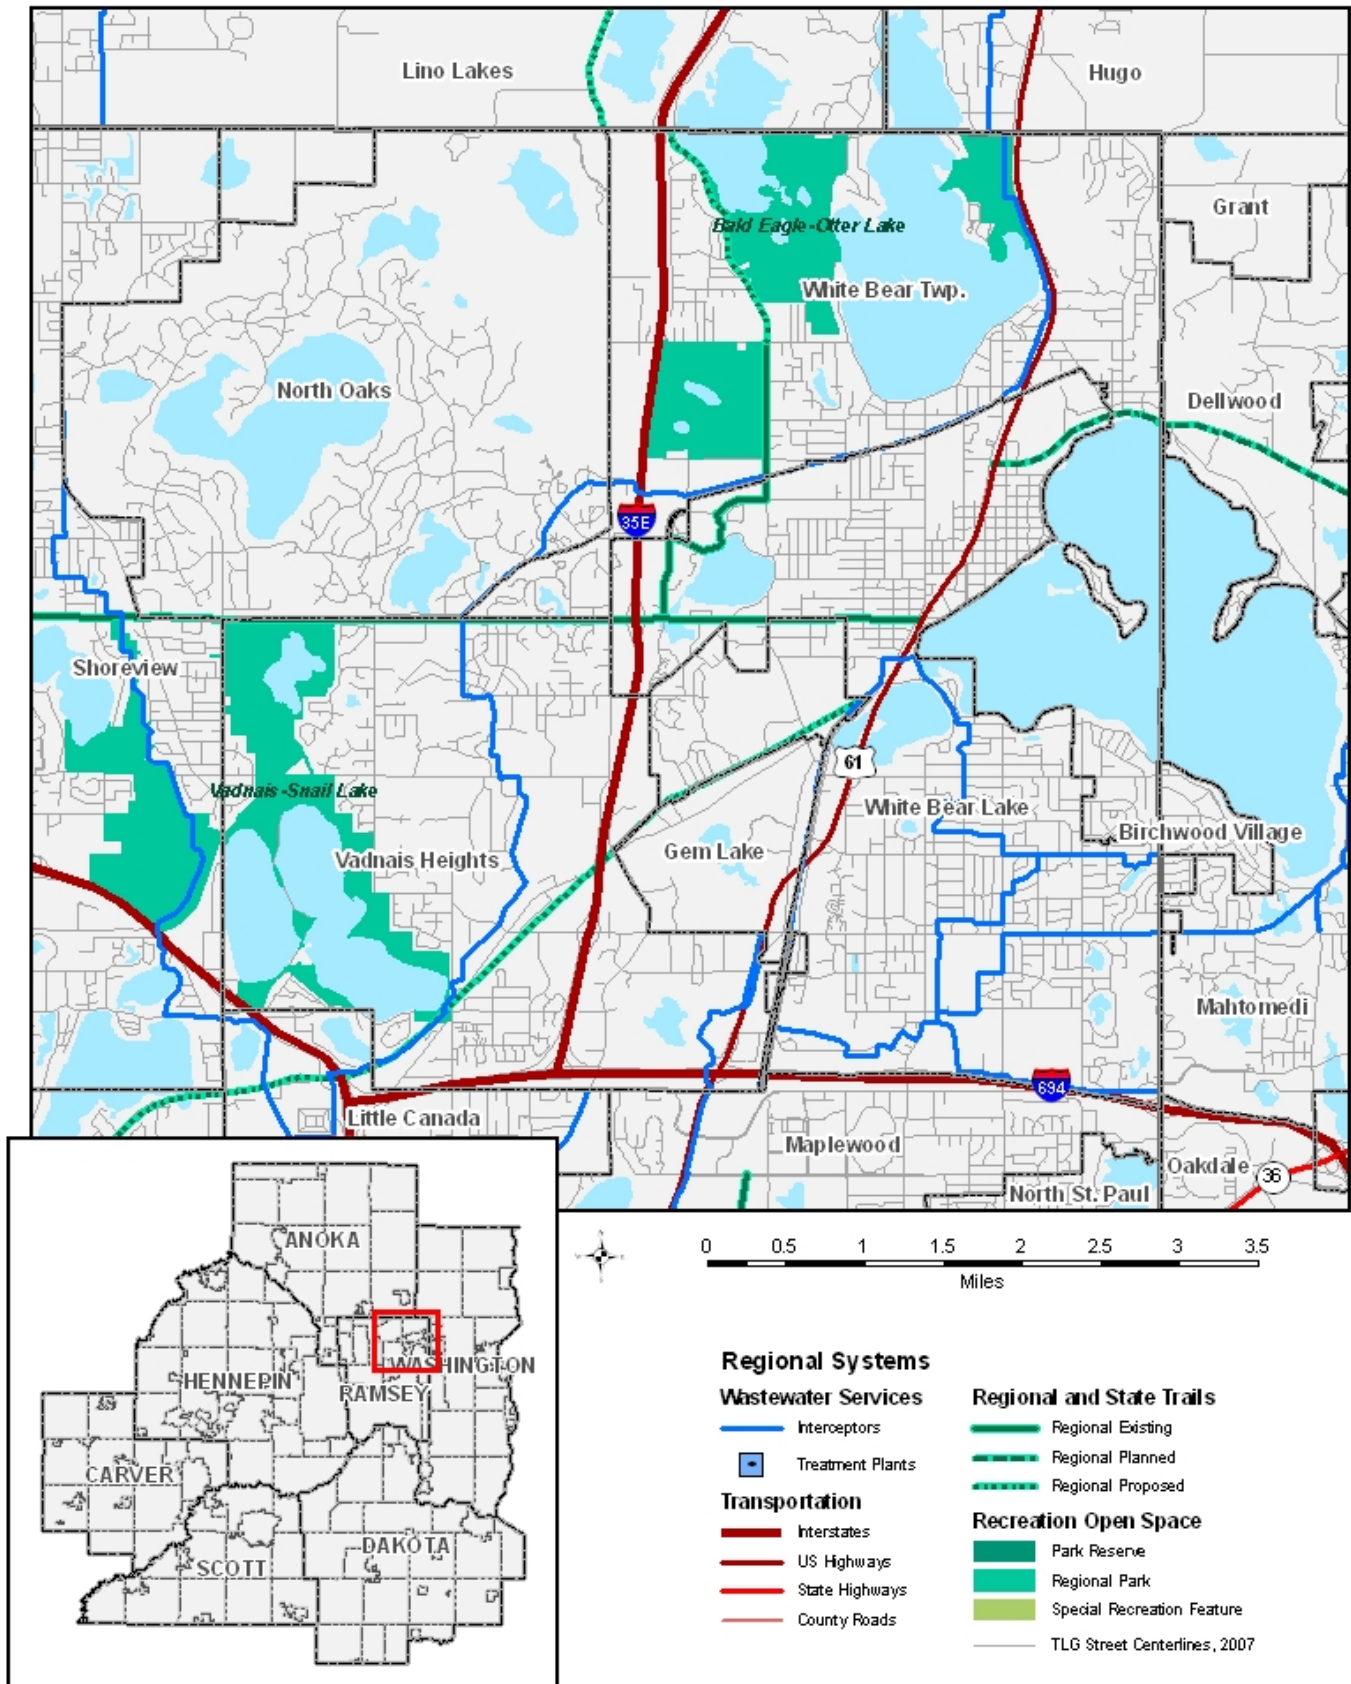 Lino Lakes
Hugo
Grant
Bald Eagle-Otter Lake
White Bear Twp.
North Oaks
Dellwood
35E
Shoreview
61
Vadnais-Snail Lake
White Bear Lake
Birchwood Village
Vadnais Heights
Gem Lake
Mahtomedi
694
Little Canada
Maplewood
Oakdale
36
North St. Paul
ANOKA
WASHINGTON
HENNEPIN
RAMSEY
CARVER
DAKOTA
SCOTT
0 0.5 1 1.5 2 2.5 3 3.5
Miles
Regional Systems
Wastewater Services
Interceptors
Treatment Plants
Transportation
Interstates
US Highways
State Highways
County Roads
Regional and State Trails
Regional Existing
Regional Planned
Regional Proposed
Recreation Open Space
Park Reserve
Regional Park
Special Recreation Feature
TLG Street Centerlines, 2007